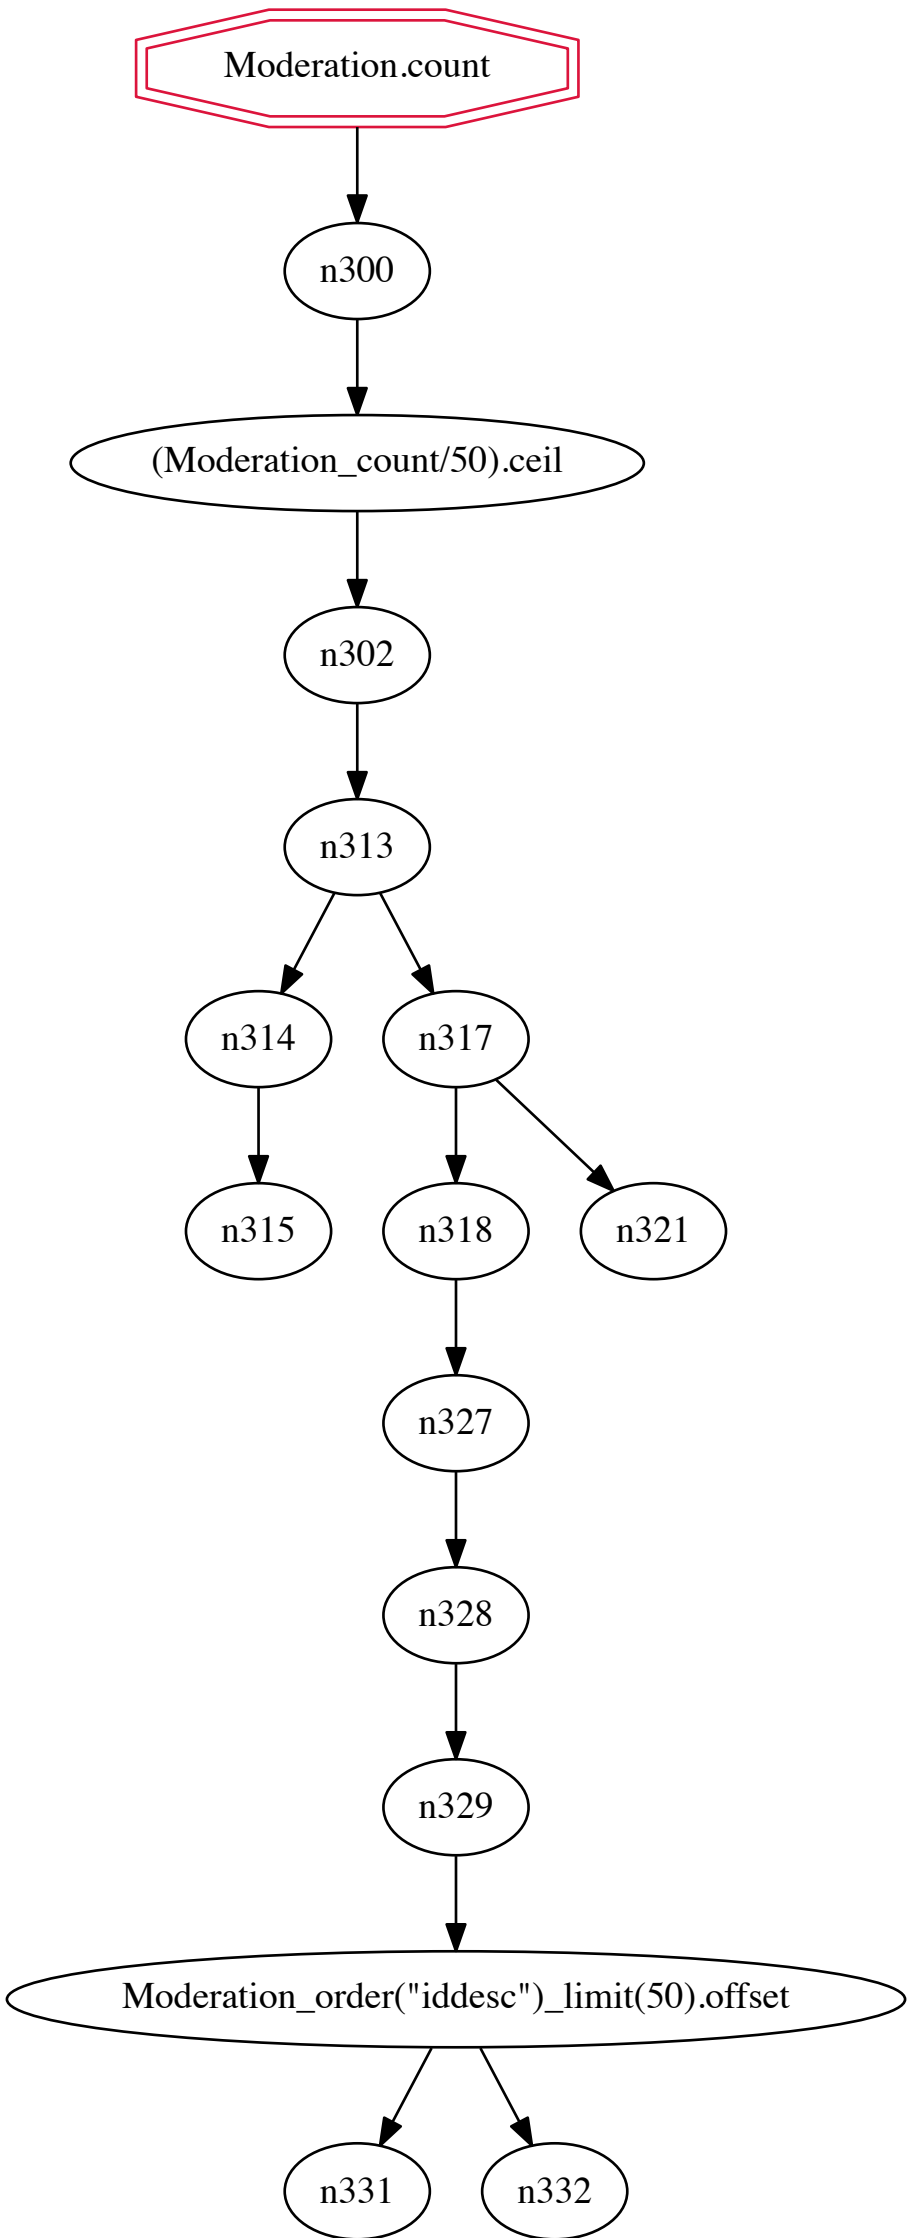 Moderation.count
n300
(Moderation_count/50).ceil
n302
n313
n314
n317
n315
n318
n321
n327
n328
n329
Moderation_order("iddesc")_limit(50).offset
n331
n332